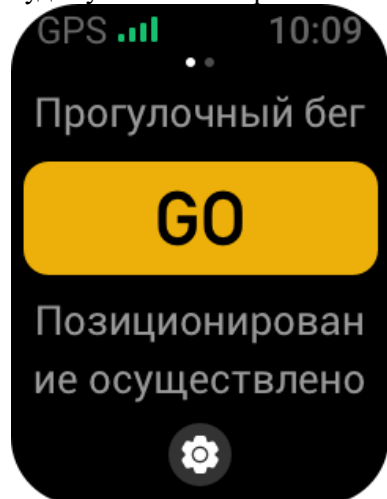 GPS 10:09
Прогулочный бег
GO
Позиционирован
ие осуществлено